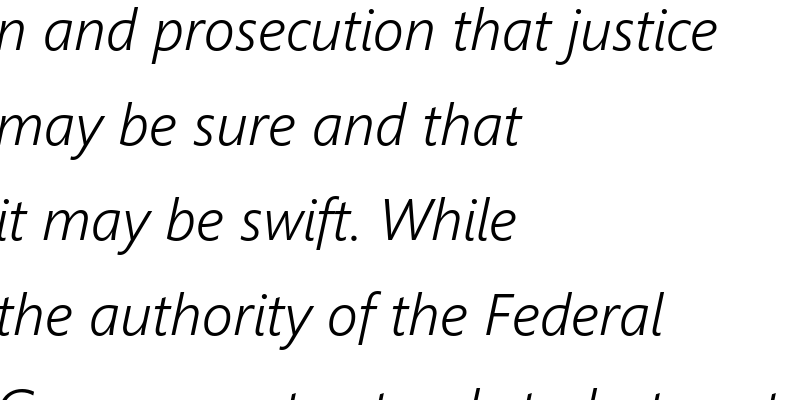 and prosecution that justice
may be sure and that
it may be swift. While
the authority of the Federal